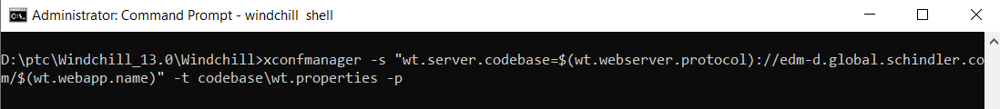 Administrator: Command Prompt - windchill  shell
D:\ptc\Windchill_13.0\Windchill>xconfmanager -s "wt.server.codebase=$(wt.webserver.protocol)://edm-d.global.schindler.co
m/$(wt.webapp.name)" -t codebase\wt.properties -p